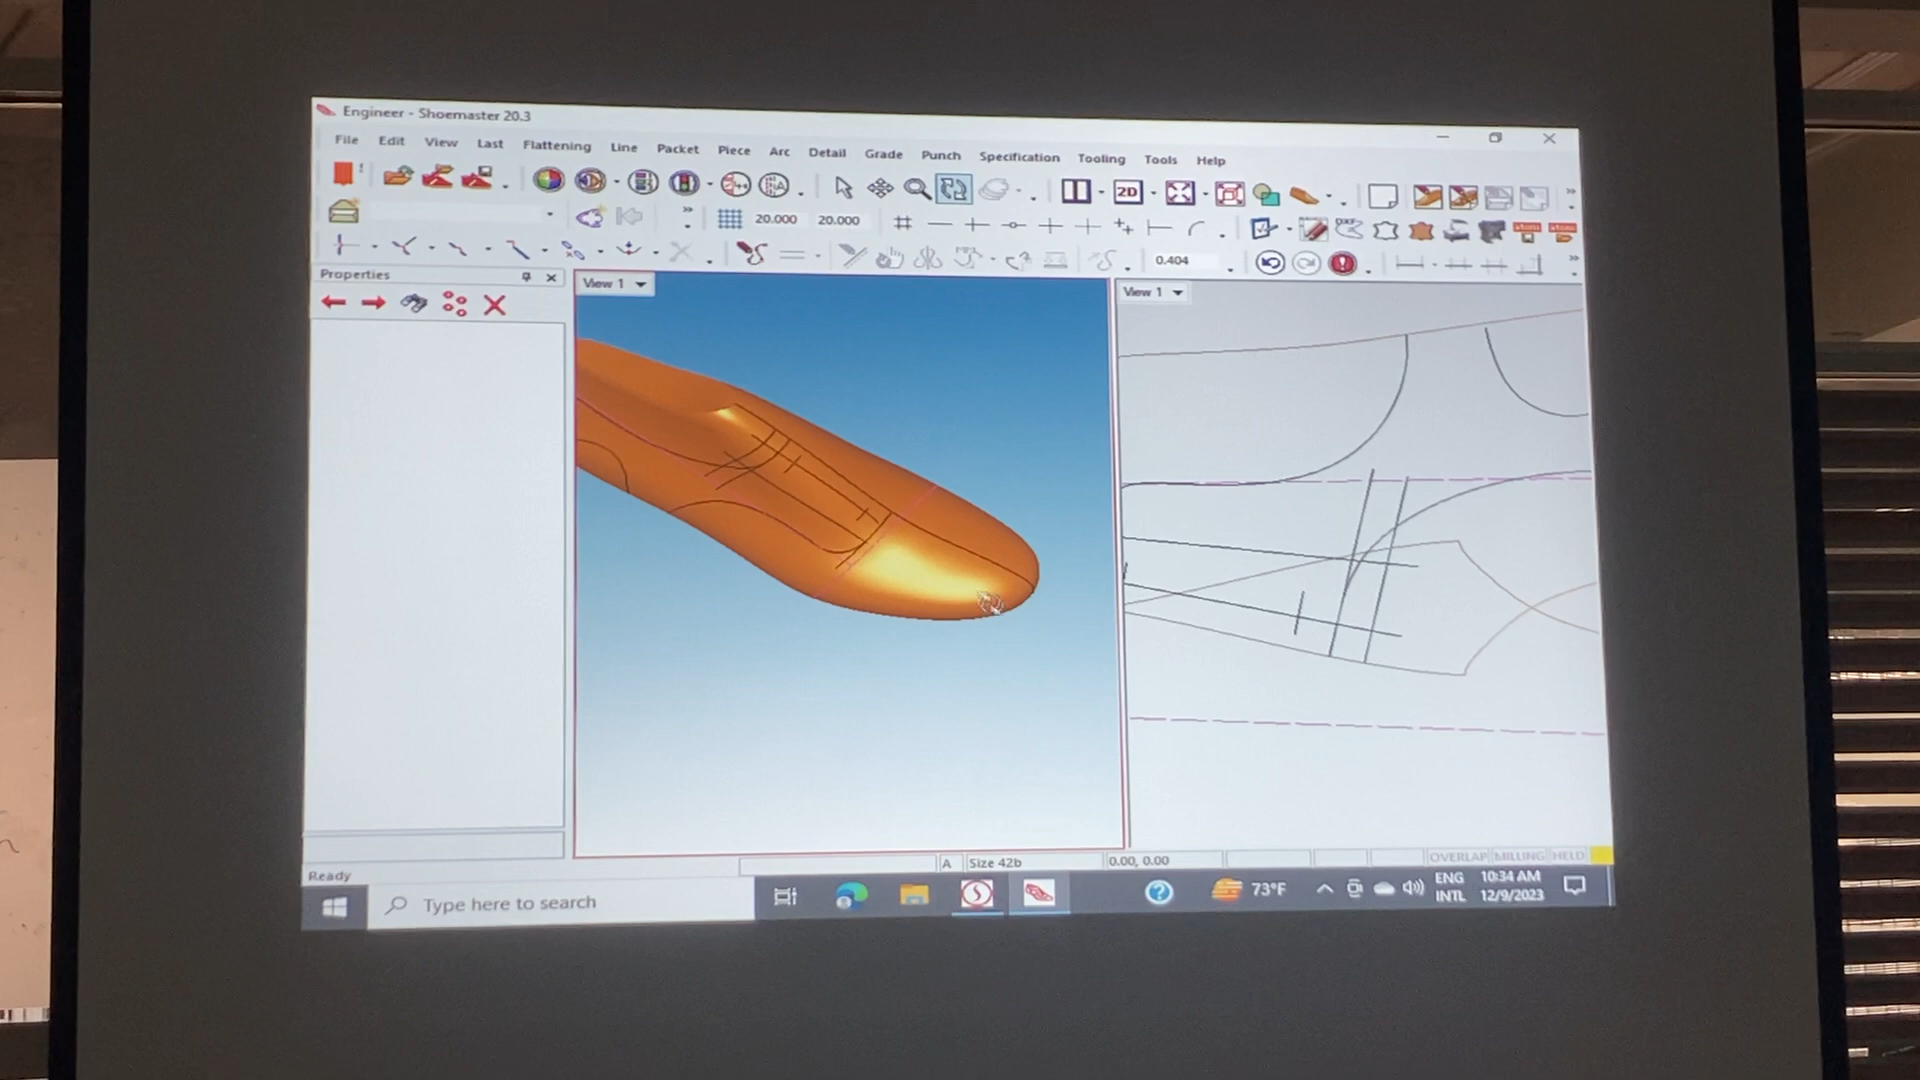 Engineer - Shoemaster 20.3
File Edit View Last Flattening Line Packet Piece Arc Detail Grade Punch Specification Tooling Tools Help
2D
20.000 20.000
DXF
0.404
Properties
View 1
View 1
A Size 42b 0.00, 0.00 OVERLAP MILLING HELD
Ready
Type here to search
73°F
ENG
INTL
10:34 AM
12/9/2023